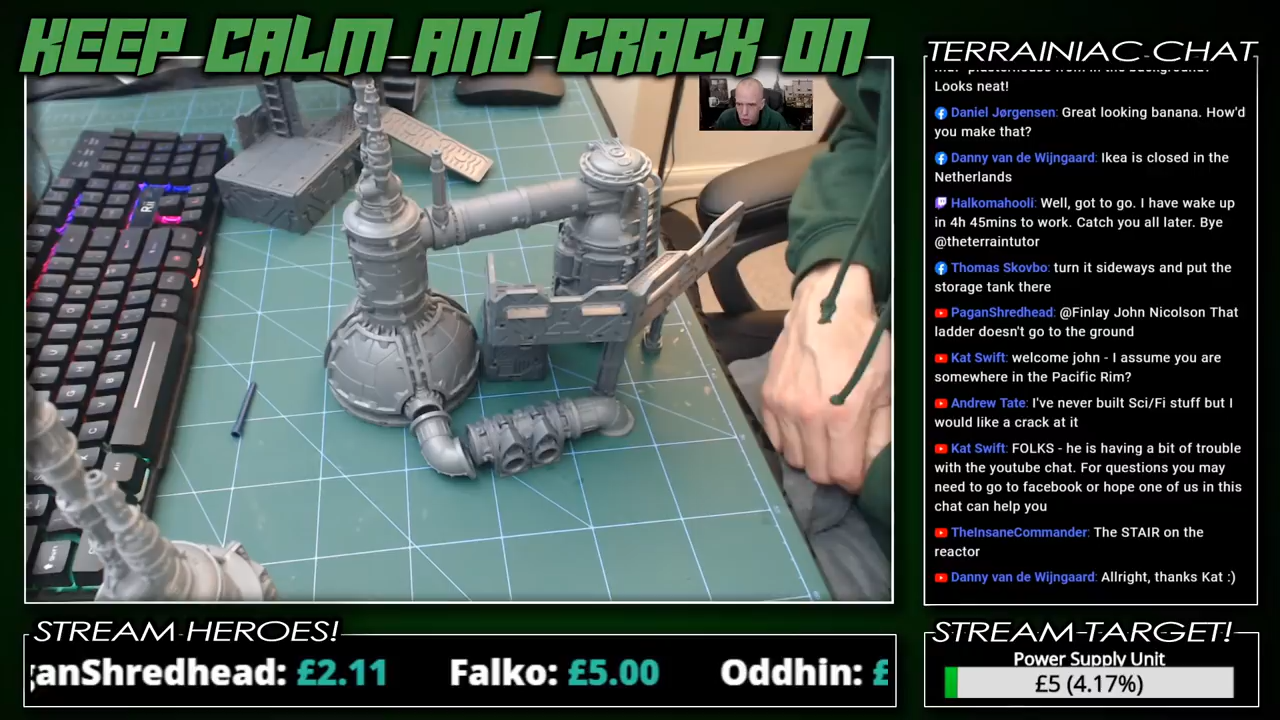 KEEP CALM AND CRACK ON
TERRAINIAC CHAT
Looks neat!
Daniel Jørgensen: Great looking banana. How'd
you make that?
Danny van de Wijngaard: Ikea is closed in the
Netherlands
Halkomahooli: Well, got to go. I have wake up
in 4h 45mins to work. Catch you all later. Bye
@theterraintutor
Thomas Skovbo: turn it sideways and put the
storage tank there
PaganShredhead: @Finlay John Nicolson That
ladder doesn't go to the ground
Kat Swift: welcome john - I assume you are
somewhere in the Pacific Rim?
Andrew Tate: I've never built Sci/Fi stuff but I
would like a crack at it
Kat Swift: FOLKS - he is having a bit of trouble
with the youtube chat. For questions you may
need to go to facebook or hope one of us in this
chat can help you
TheInsaneCommander: The STAIR on the
reactor
Danny van de Wijngaard: Allright, thanks Kat :)
Rii
STREAM HEROES!
ganShredhead: £2.11 Falko: £5.00 Oddhin: £
STREAM TARGET!
Power Supply Unit
£5 (4.17%)